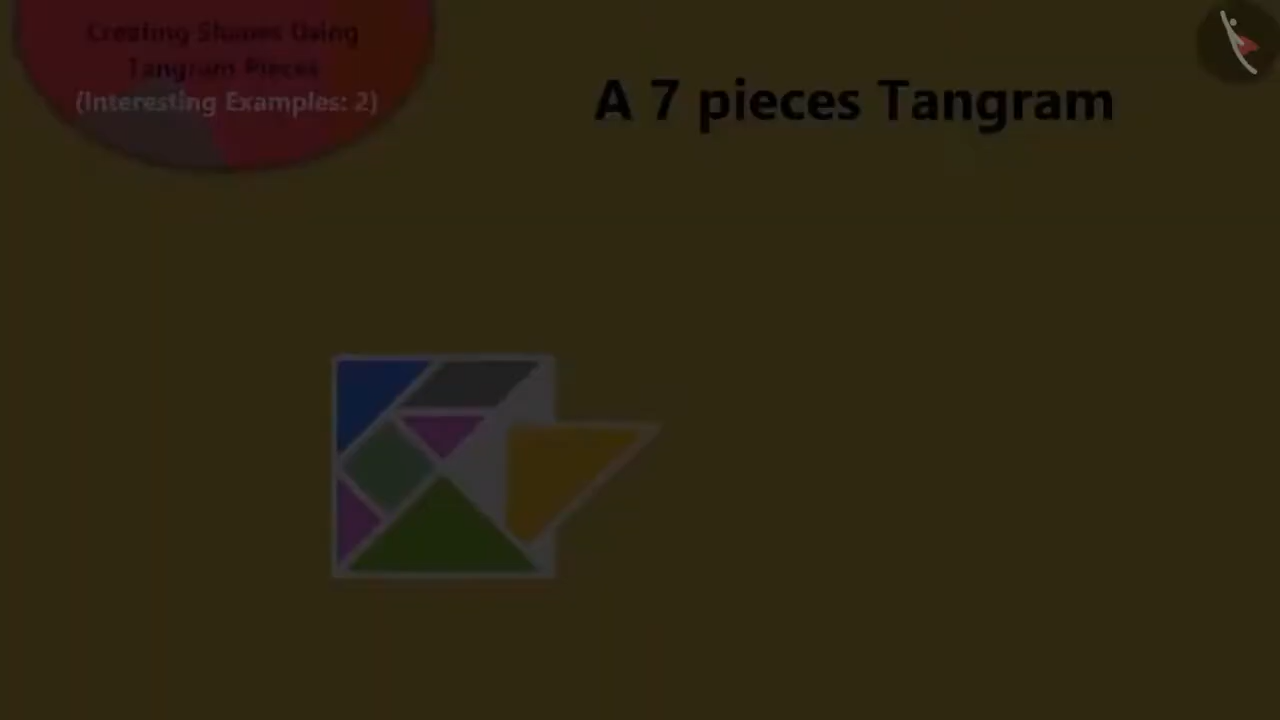 Creating Shapes Using
Tangram Pieces
(Interesting Examples: 2)
A 7 pieces Tangram